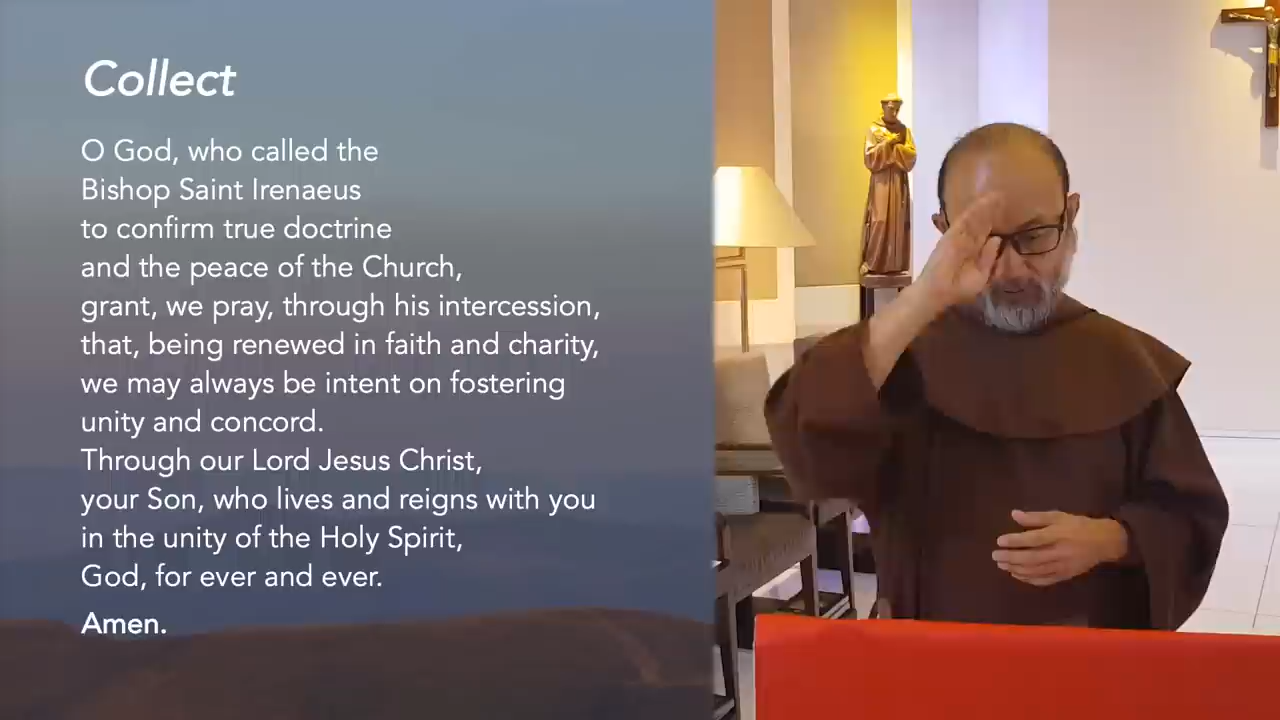 Collect
O God, who called the
Bishop Saint Irenaeus
to confirm true doctrine
and the peace of the Church,
grant, we pray, through his intercession,
that, being renewed in faith and charity,
we may always be intent on fostering
unity and concord.
Through our Lord Jesus Christ,
your Son, who lives and reigns with you
in the unity of the Holy Spirit,
God, for ever and ever.
Amen.